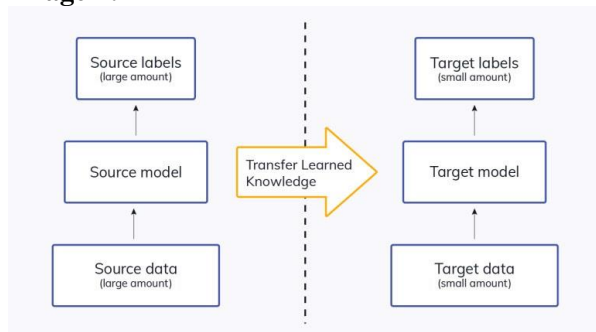 Source labels
(large amount)
Target labels
(small amount)
Source model
Transfer Learned
Knowledge
Target model
Source data
(large amount)
Target data
(small amount)